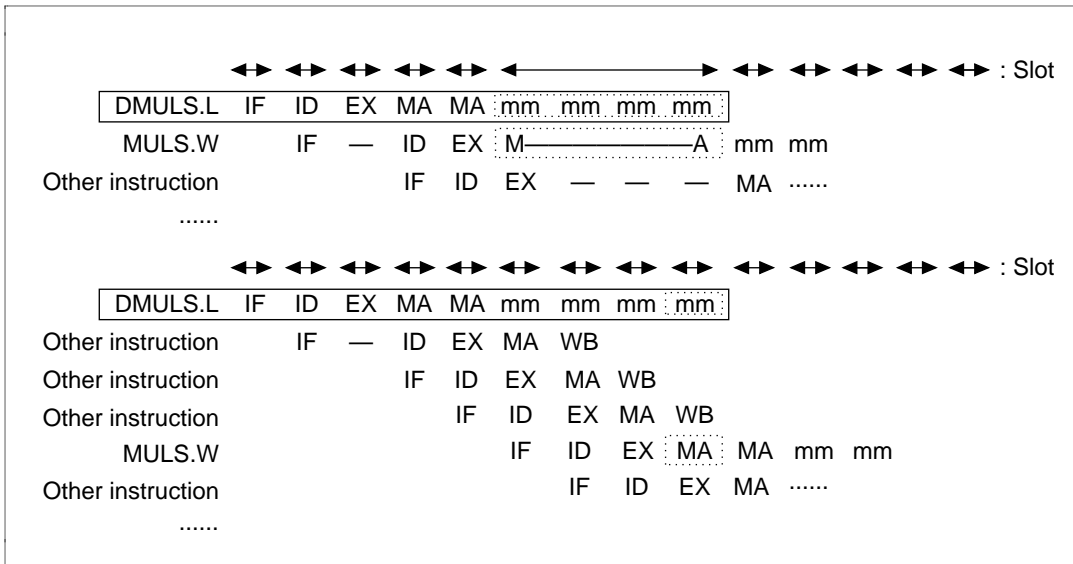 : Slot
DMULS.L IF ID EX MA MA mm mm mm mm
MULS.W IF — ID EX M———————A mm mm
Other instruction IF ID EX — — — MA ······
······
: Slot
DMULS.L IF ID EX MA MA mm mm mm mm
Other instruction IF — ID EX MA WB
Other instruction IF ID EX MA WB
Other instruction IF ID EX MA WB
MULS.W IF ID EX MA MA mm mm
Other instruction IF ID EX MA ······
······